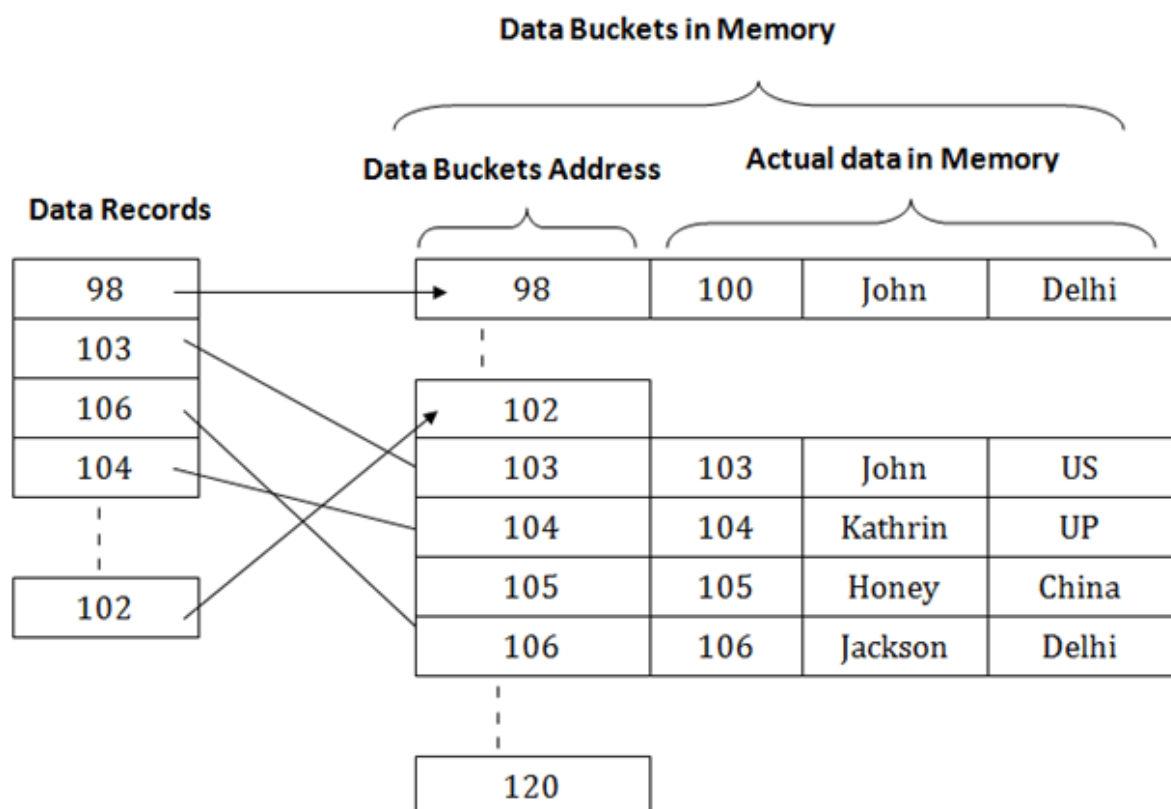 Data Buckets in Memory
Data Buckets Address
Actual data in Memory
Data Records
98
98 100 John Delhi
103
102
106
103 103 John US
104
104 104 Kathrin UP
105 105 Honey China
102
106 106 Jackson Delhi
120